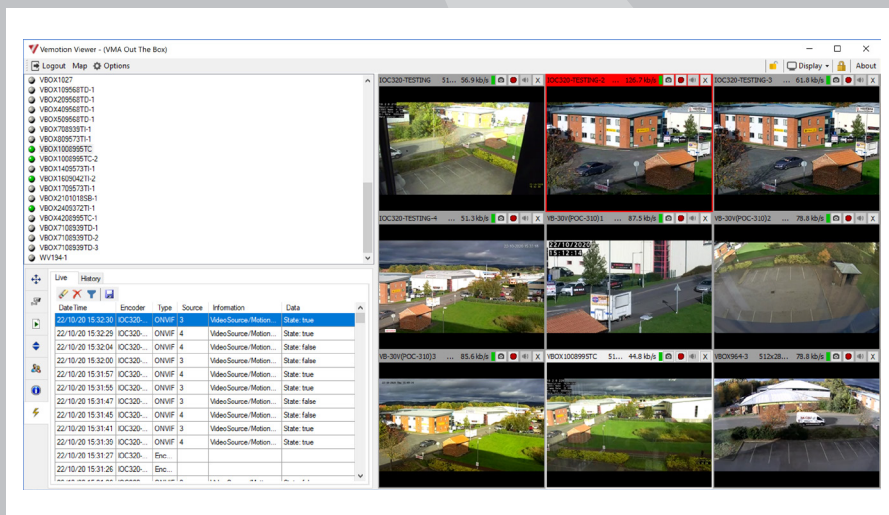 Vemotion Viewer - (VMA Out The Box)
Logout Map Options
Display About
VBOX1027
VBOX109568TD-1
VBOX209568TD-1
VBOX409568TD-1
VBOX509568TD-1
VBOX708939T1-1
VBOX809573T1-1
VBOX1008995TC
VBOX1008995TC-2
VBOX1409573TI-1
VBOX1609042TI-2
VBOX1709573TI-1
VBOX2101018SB-1
VBOX2409372TI-1
VBOX4208995TC-1
VBOX7108939TD-1
VBOX7108939TD-2
VBOX7108939TD-3
WV194-1
Live History
Date Time Encoder Type Source Information Data
22/10/20 15:32:30 IOC320-... ONVIF 3 VideoSource/Motion... State: true
22/10/20 15:32:29 IOC320-... ONVIF 4 VideoSource/Motion... State: true
22/10/20 15:32:04 IOC320-... ONVIF 4 VideoSource/Motion... State: false
22/10/20 15:32:00 IOC320-... ONVIF 3 VideoSource/Motion... State: false
22/10/20 15:31:57 IOC320-... ONVIF 4 VideoSource/Motion... State: true
22/10/20 15:31:55 IOC320-... ONVIF 3 VideoSource/Motion... State: true
22/10/20 15:31:47 IOC320-... ONVIF 3 VideoSource/Motion... State: false
22/10/20 15:31:45 IOC320-... ONVIF 4 VideoSource/Motion... State: false
22/10/20 15:31:41 IOC320-... ONVIF 3 VideoSource/Motion... State: true
22/10/20 15:31:39 IOC320-... ONVIF 4 VideoSource/Motion... State: true
22/10/20 15:31:27 IOC320-... Enc...
22/10/20 15:31:26 IOC320-... Enc...
IOC320-TESTING 51... 56.9 kb/s X
IOC320-TESTING-2 ... 126.7 kb/s X
IOC320-TESTING-3 ... 61.8 kb/s X
IOC320-TESTING-4 ... 51.3 kb/s X
VB-30V(POC-310)1 ... 87.5 kb/s X
VB-30V(POC-310)2 ... 78.8 kb/s X
22/10/2020
15:12:14
VB-30V(POC-310)3 ... 85.6 kb/s X
VBOX1008995TC 51... 44.8 kb/s X
VBOX964-3 512x28... 78.8 kb/s X